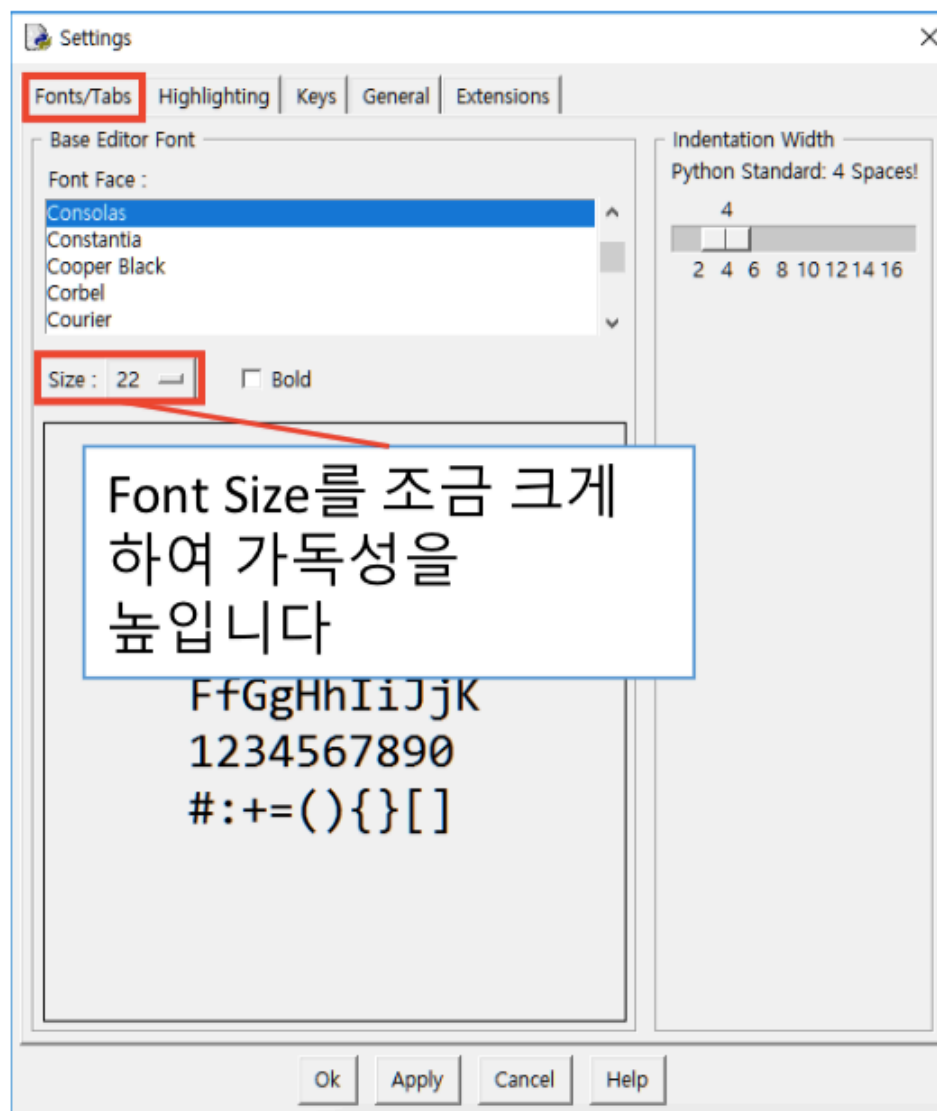 Settings
Fonts/Tabs Highlighting Keys General Extensions
Base Editor Font
Font Face :
Consolas
Constantia
Cooper Black
Corbel
Courier
Size : 22 Bold
Font Size를 조금 크게
하여 가독성을
높입니다
FfGgHhIiJjK
1234567890
#:+=(){}[]
Indentation Width
Python Standard: 4 Spaces!
4
2 4 6 8 10 12 14 16
Ok Apply Cancel Help